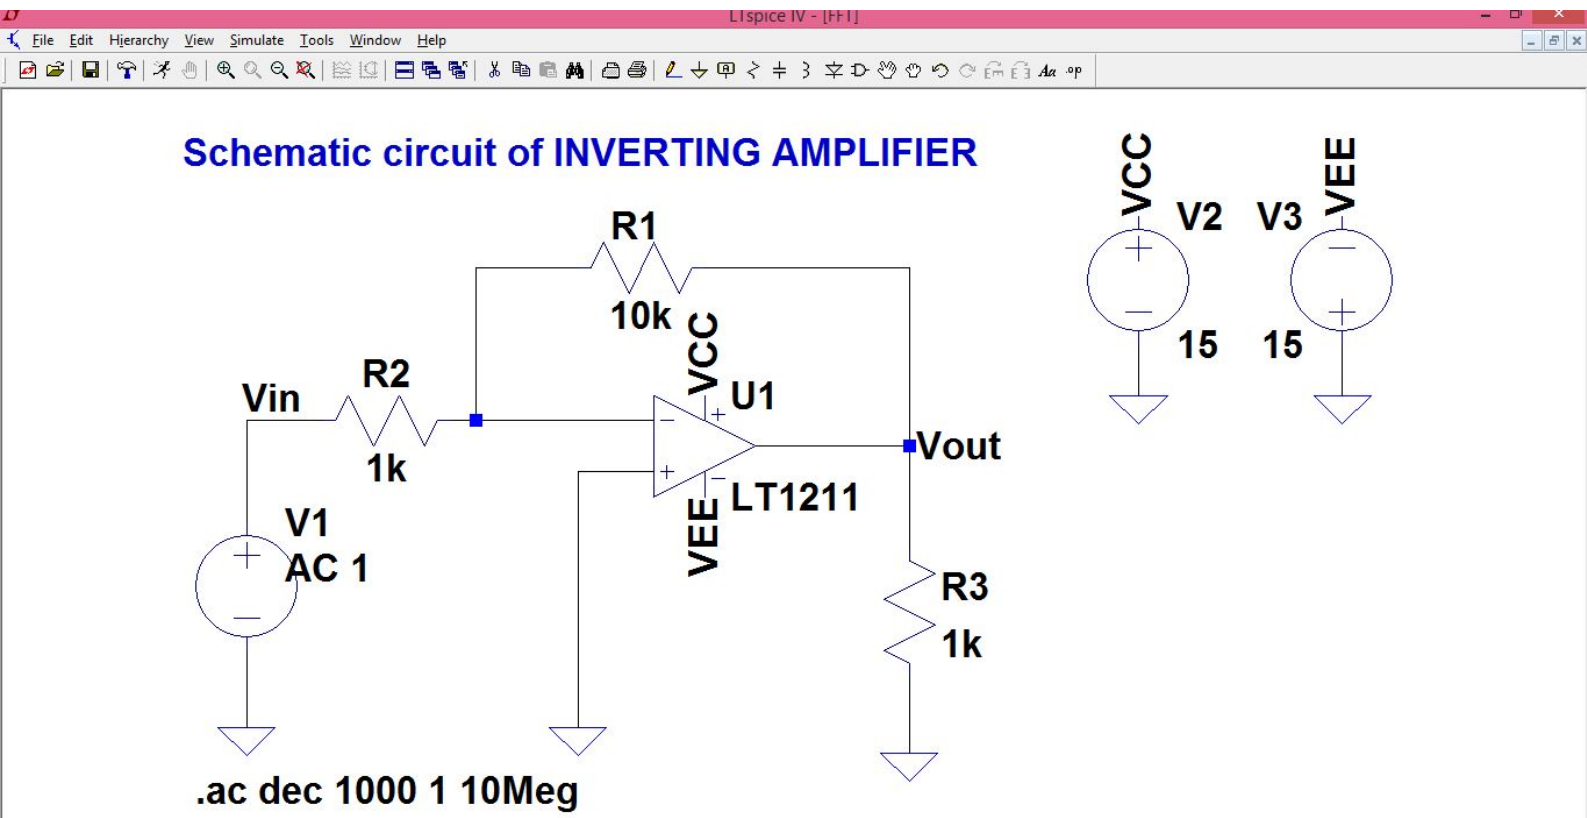 LTspice IV - [FFT]
File Edit Hierarchy View Simulate Tools Window Help
Aa .op
Schematic circuit of INVERTING AMPLIFIER
VCC
V2
15
VEE
V3
15
R1
10k
R2
1k
Vin
VCC
U1
VEE
LT1211
Vout
V1
AC 1
R3
1k
.ac dec 1000 1 10Meg